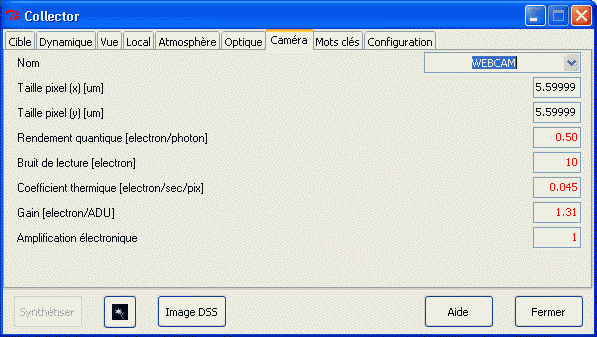 Collector
Cible Dynamique Vue Local Atmosphère Optique Caméra Mots clés Configuration
Nom WEBCAM
Taille pixel (x) [um] 5.59999
Taille pixel (y) [um] 5.59999
Rendement quantique [electron/photon] 0.50
Bruit de lecture [electron] 10
Coefficient thermique [electron/sec/pix] 0.045
Gain [electron/ADU] 1.31
Amplification électronique 1
Synthétiser Image DSS Aide Fermer